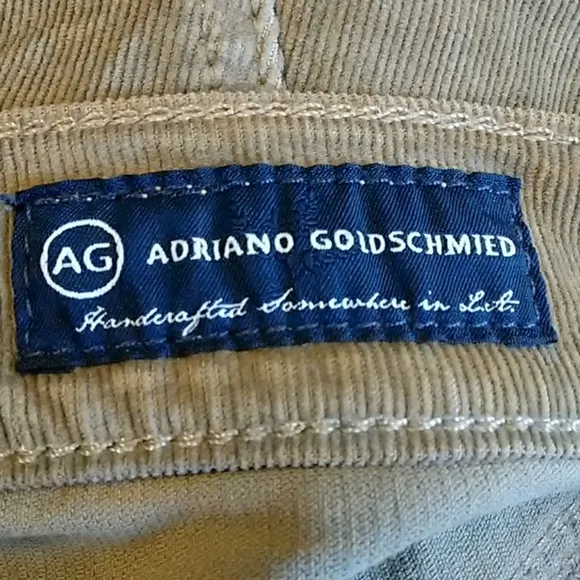 AG ADRIANO GOLDSCHMIED
Handcrafted Somewhere in L.A.